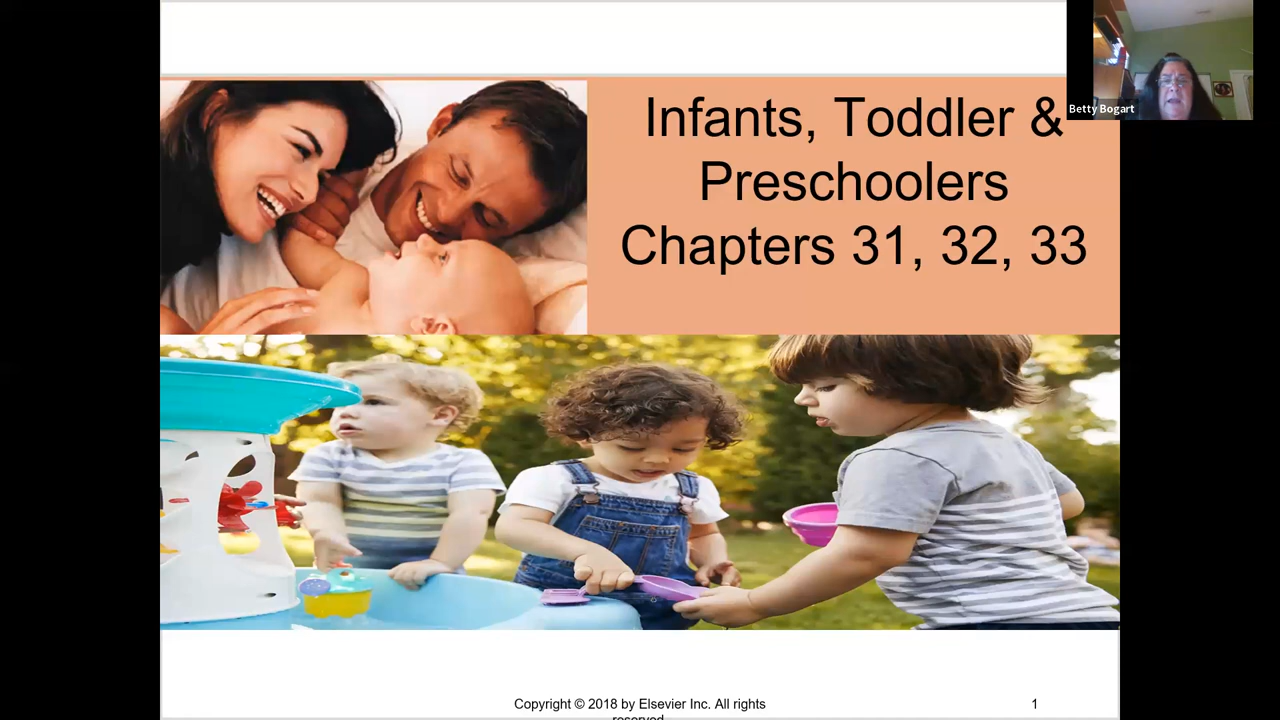 Infants, Toddler &
Preschoolers
Chapters 31, 32, 33
Betty Bogart
Copyright © 2018 by Elsevier Inc. All rights
reserved
1